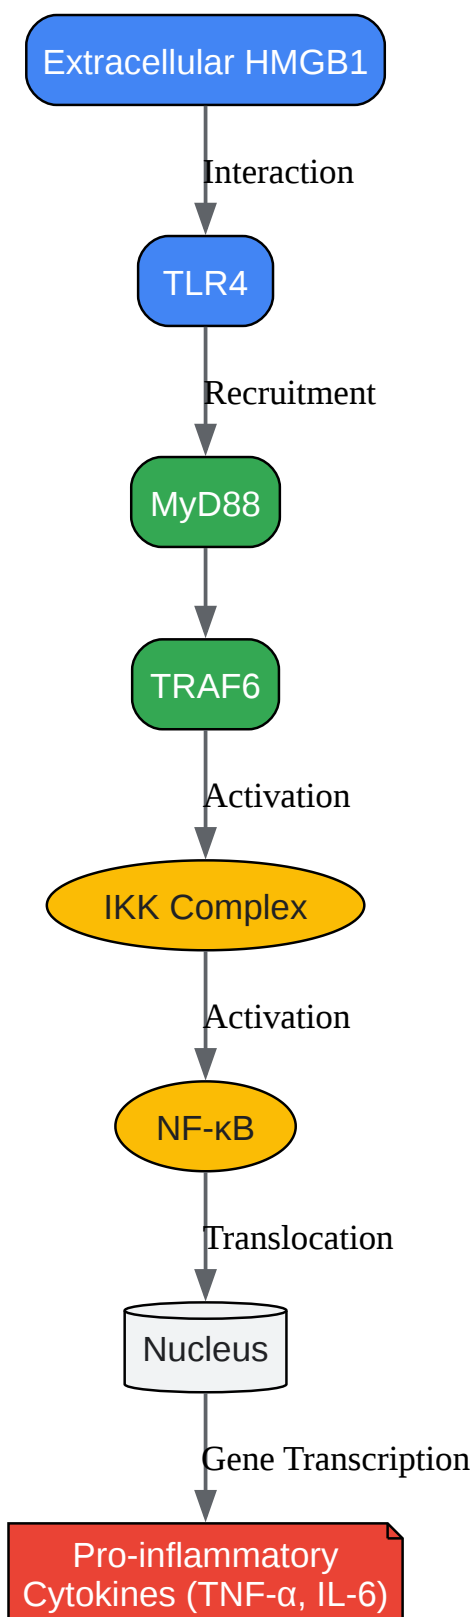 Extracellular HMGB1
Interaction
TLR4
Recruitment
MyD88
TRAF6
Activation
IKK Complex
Activation
NF-κB
Translocation
Nucleus
Gene Transcription
Pro-inflammatory
Cytokines (TNF-α, IL-6)